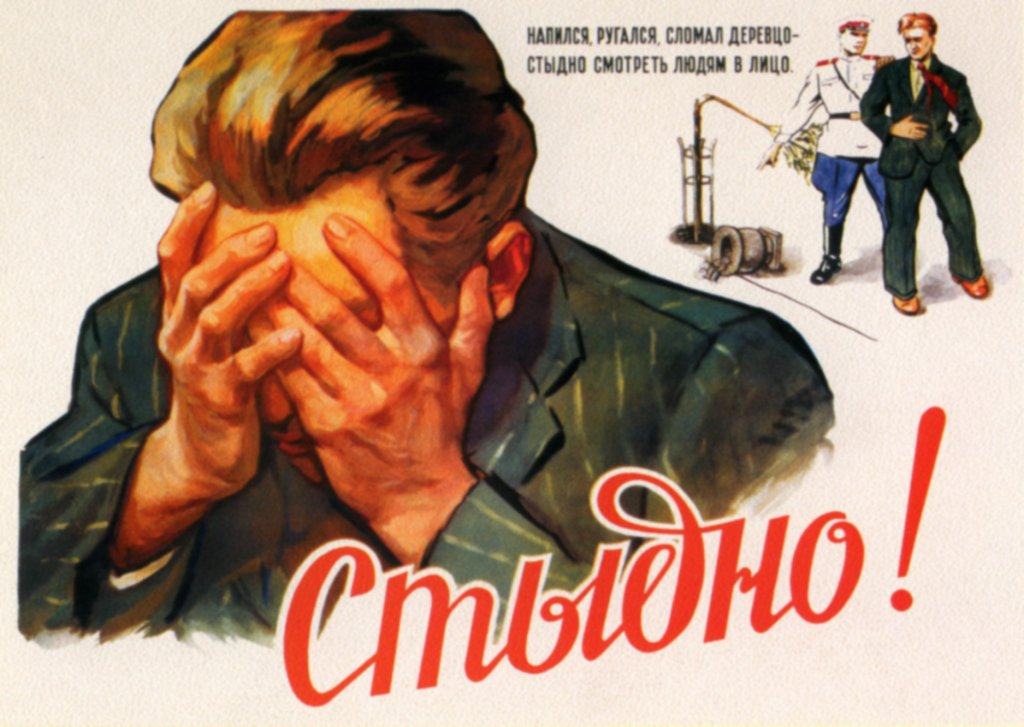 НАПИЛСЯ, РУГАЛСЯ, СЛОМАЛ ДЕРЕВЦО-
СТЫДНО СМОТРЕТЬ ЛЮДЯМ В ЛИЦО.
Стыдно!